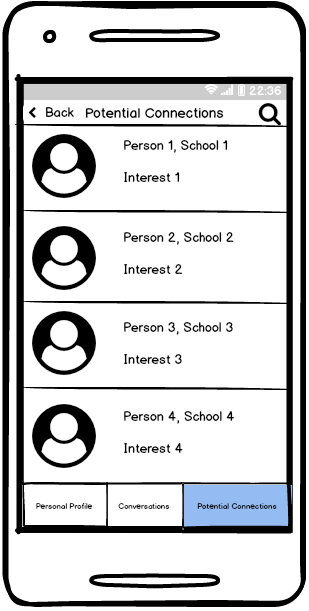 22:36
Back Potential Connections
Person 1, School 1
Interest 1
Person 2, School 2
Interest 2
Person 3, School 3
Interest 3
Person 4, School 4
Interest 4
Personal Profile Conversations Potential Connections